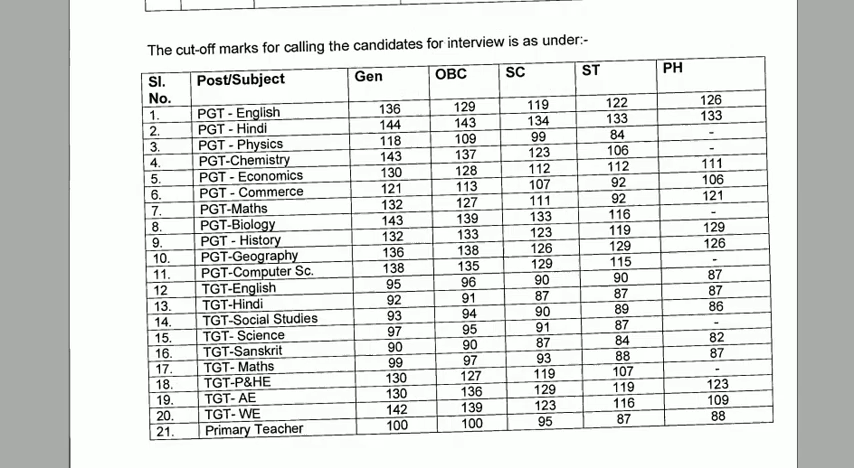 The cut-off marks for calling the candidates for interview is as under:-
Sl. No. Post/Subject Gen OBC SC ST PH
1. PGT - English 136 129 119 122 126
2. PGT - Hindi 144 143 134 133 133
3. PGT - Physics 118 109 99 84 -
4. PGT-Chemistry 143 137 123 106 -
5. PGT - Economics 130 128 112 112 111
6. PGT - Commerce 121 113 107 92 106
7. PGT-Maths 132 127 111 92 121
8. PGT-Biology 143 139 133 116 -
9. PGT - History 132 133 123 119 129
10. PGT-Geography 136 138 126 129 126
11. PGT-Computer Sc. 138 135 129 115 -
12 TGT-English 95 96 90 90 87
13. TGT-Hindi 92 91 87 87 87
14. TGT-Social Studies 93 94 90 89 86
15. TGT- Science 97 95 91 87 -
16. TGT-Sanskrit 90 90 87 84 82
17. TGT- Maths 99 97 93 88 87
18. TGT-P&HE 130 127 119 107 -
19. TGT- AE 130 136 129 119 123
20. TGT- WE 142 139 123 116 109
21. Primary Teacher 100 100 95 87 88